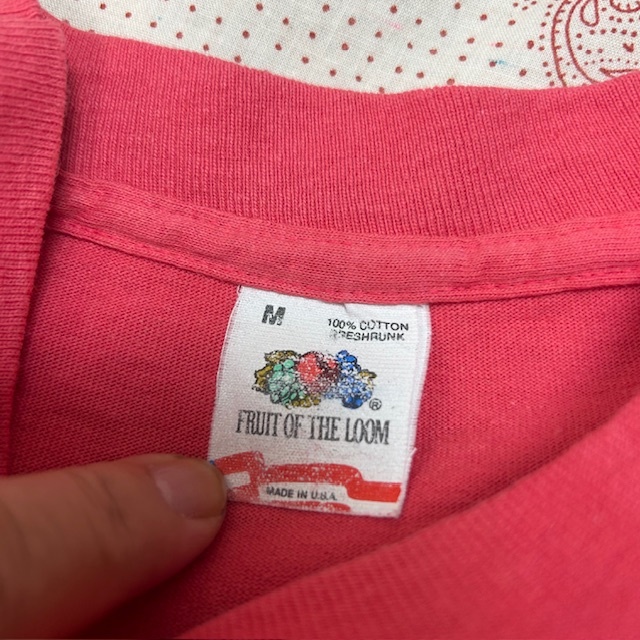 M
100% COTTON
PRESHRUNK
®
FRUIT OF THE LOOM
MADE IN U.S.A.